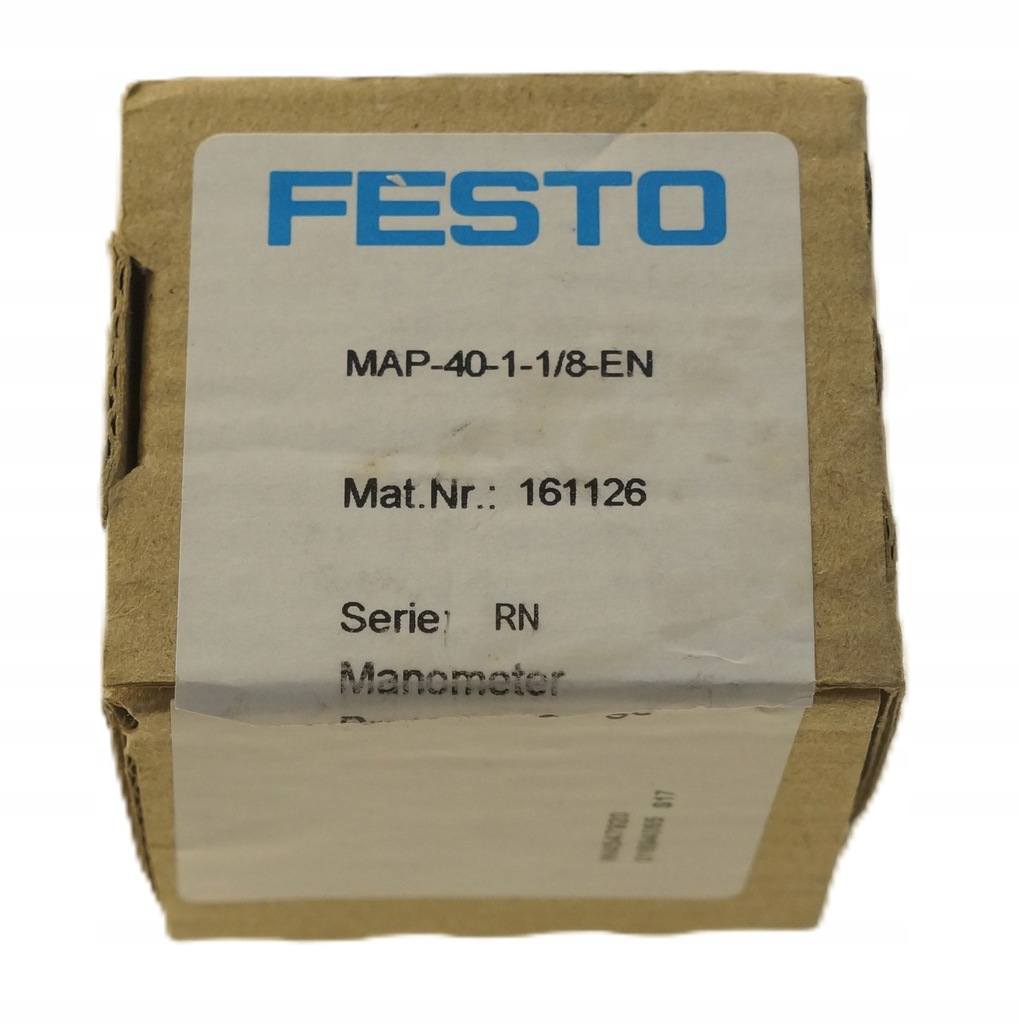 FESTO
MAP-40-1-1/8-EN
Mat.Nr.: 161126
Serie: RN
Manometer